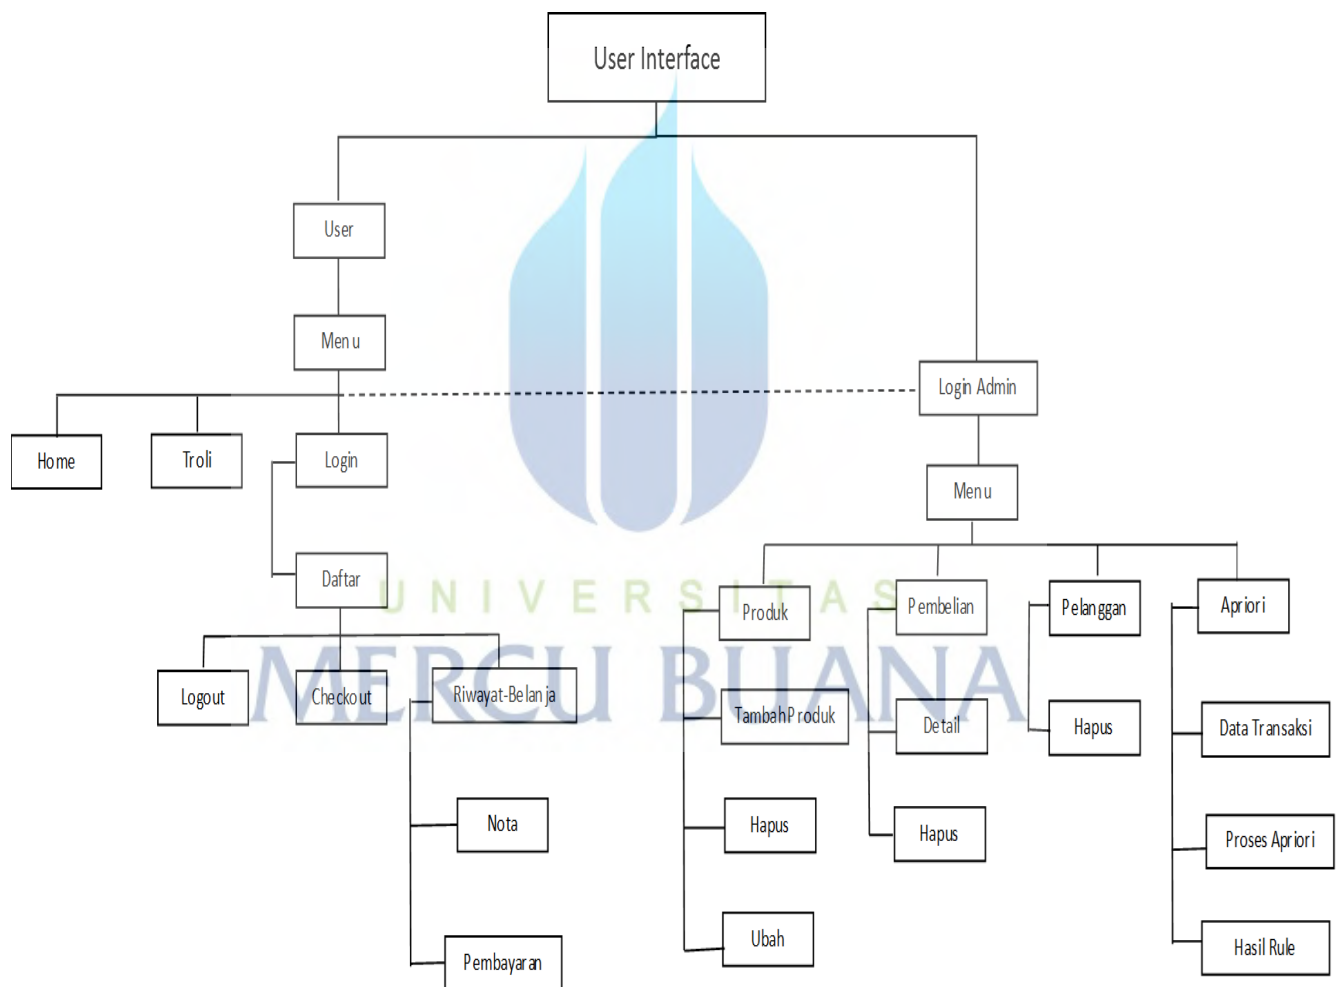 User Interface
User
Menu
Login Admin
Home
Troli
Login
Menu
Daftar
UNIVERSITAS
MERCU BUANA
Produk
Pembelian
Pelanggan
Apriori
Logout
Checkout
Riwayat-Belanja
Tambah Produk
Detail
Hapus
Data Transaksi
Nota
Hapus
Hapus
Proses Apriori
Pembayaran
Ubah
Hasil Rule